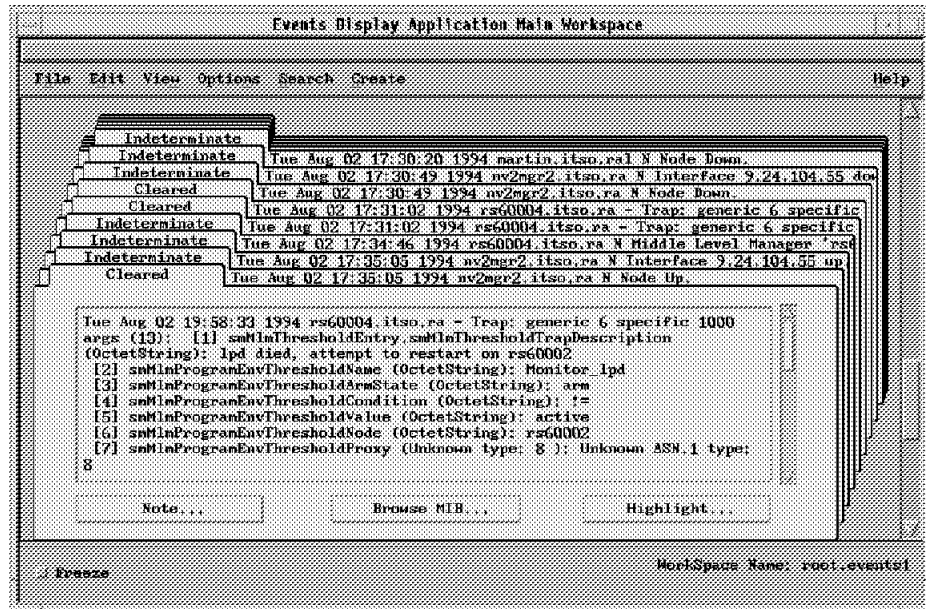 Events Display Application Main Workspace
File Edit View Options Search Create Help
Indeterminate
Indeterminate Tue Aug 02 17:30:20 1994 martin.itso.ral N Node Down.
Indeterminate Tue Aug 02 17:30:49 1994 nv2mgr2.itso.ra N Interface 9.24.104.55 dow
Cleared Tue Aug 02 17:30:49 1994 nv2mgr2.itso.ra N Node Down.
Cleared Tue Aug 02 17:31:02 1994 rs60004.itso.ra - Trap: generic 6 specific
Indeterminate Tue Aug 02 17:31:02 1994 rs60004.itso.ra - Trap: generic 6 specific
Indeterminate Tue Aug 02 17:34:46 1994 rs60004.itso.ra N Middle Level Manager 'rs6
Indeterminate Tue Aug 02 17:35:05 1994 nv2mgr2.itso.ra N Interface 9.24.104.55 up
Cleared Tue Aug 02 17:35:05 1994 nv2mgr2.itso.ra N Node Up.
Tue Aug 02 19:58:33 1994 rs60004.itso.ra - Trap: generic 6 specific 1000
args (13): [1] smMlmThresholdEntry.smMlmThresholdTrapDescription
(OctetString): lpd died, attempt to restart on rs60002
[2] smMlmProgramEnvThresholdName (OctetString): Monitor_lpd
[3] smMlmProgramEnvThresholdArmState (OctetString): arm
[4] smMlmProgramEnvThresholdCondition (OctetString): !=
[5] smMlmProgramEnvThresholdValue (OctetString): active
[6] smMlmProgramEnvThresholdNode (OctetString): rs60002
[7] smMlmProgramEnvThresholdProxy (Unknown type: 8 ): Unknown ASN.1 type:
8
Note... Browse MIB... Highlight...
Freeze
WorkSpace Name: root.events1